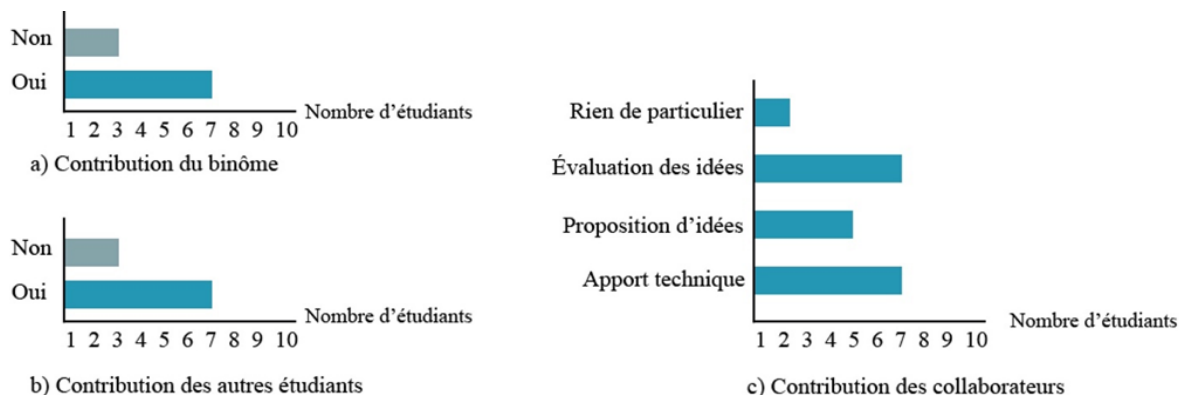 Non
Oui
Nombre d'étudiants
1 2 3 4 5 6 7 8 9 10
a) Contribution du binôme
Non
Oui
Nombre d'étudiants
1 2 3 4 5 6 7 8 9 10
b) Contribution des autres étudiants
Rien de particulier
Évaluation des idées
Proposition d'idées
Apport technique
Nombre d'étudiants
1 2 3 4 5 6 7 8 9 10
c) Contribution des collaborateurs